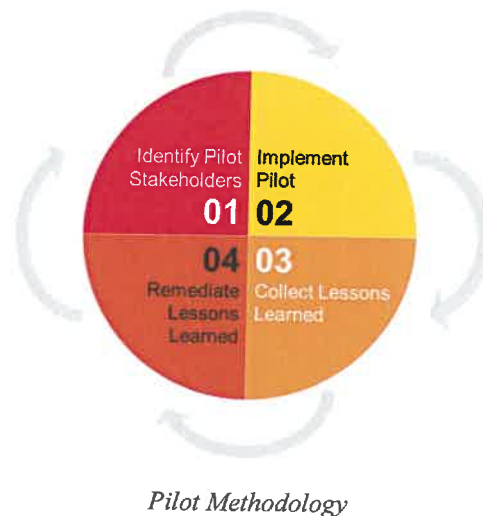 Identify Pilot
Stakeholders
01
Implement
Pilot
02
03
Collect Lessons
Learned
04
Remediate
Lessons
Learned
Pilot Methodology